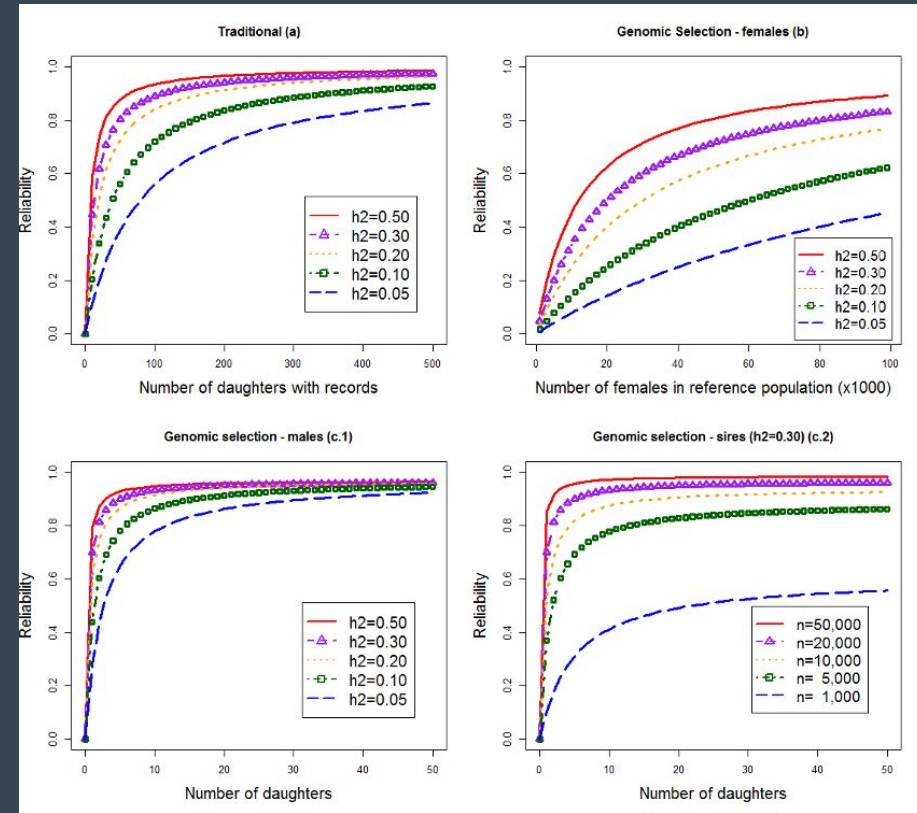 Traditional (a)
Reliability
0.0 0.2 0.4 0.6 0.8 1.0
h2=0.50
h2=0.30
h2=0.20
h2=0.10
h2=0.05
0 100 200 300 400 500
Number of daughters with records
Genomic Selection - females (b)
Reliability
0.0 0.2 0.4 0.6 0.8 1.0
h2=0.50
h2=0.30
h2=0.20
h2=0.10
h2=0.05
0 20 40 60 80 100
Number of females in reference population (x1000)
Genomic selection - males (c.1)
Reliability
0.0 0.2 0.4 0.6 0.8 1.0
h2=0.50
h2=0.30
h2=0.20
h2=0.10
h2=0.05
0 10 20 30 40 50
Number of daughters
Genomic selection - sires (h2=0.30) (c.2)
Reliability
0.0 0.2 0.4 0.6 0.8 1.0
n=50,000
n=20,000
n=10,000
n= 5,000
n= 1,000
0 10 20 30 40 50
Number of daughters